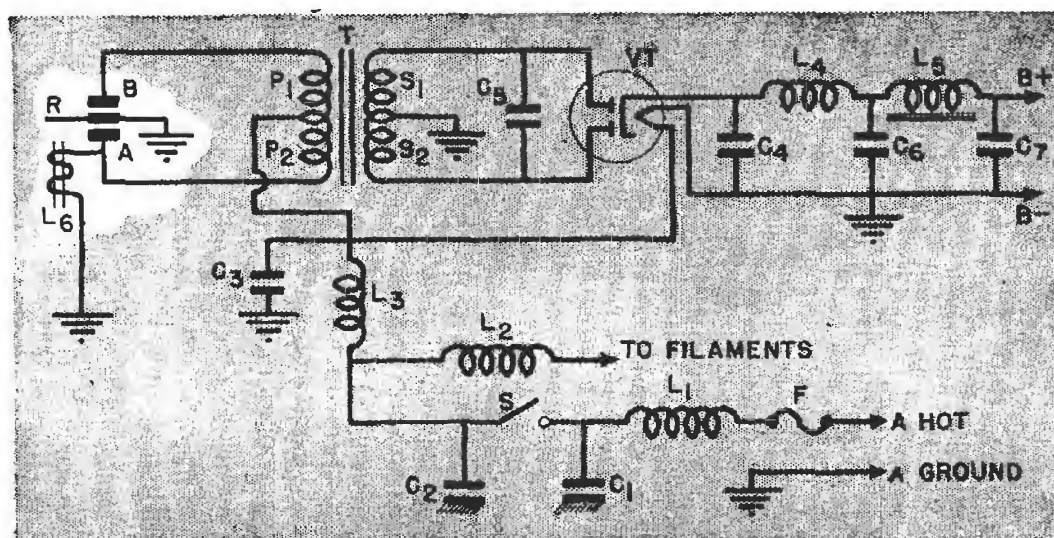 T
B
P1
S1
C5
VT
L4
L5
B+
R
A
P2
S2
C4
C6
C7
L6
B-
C3
L3
L2
TO FILAMENTS
S
L1
F
A HOT
C2
C1
A GROUND